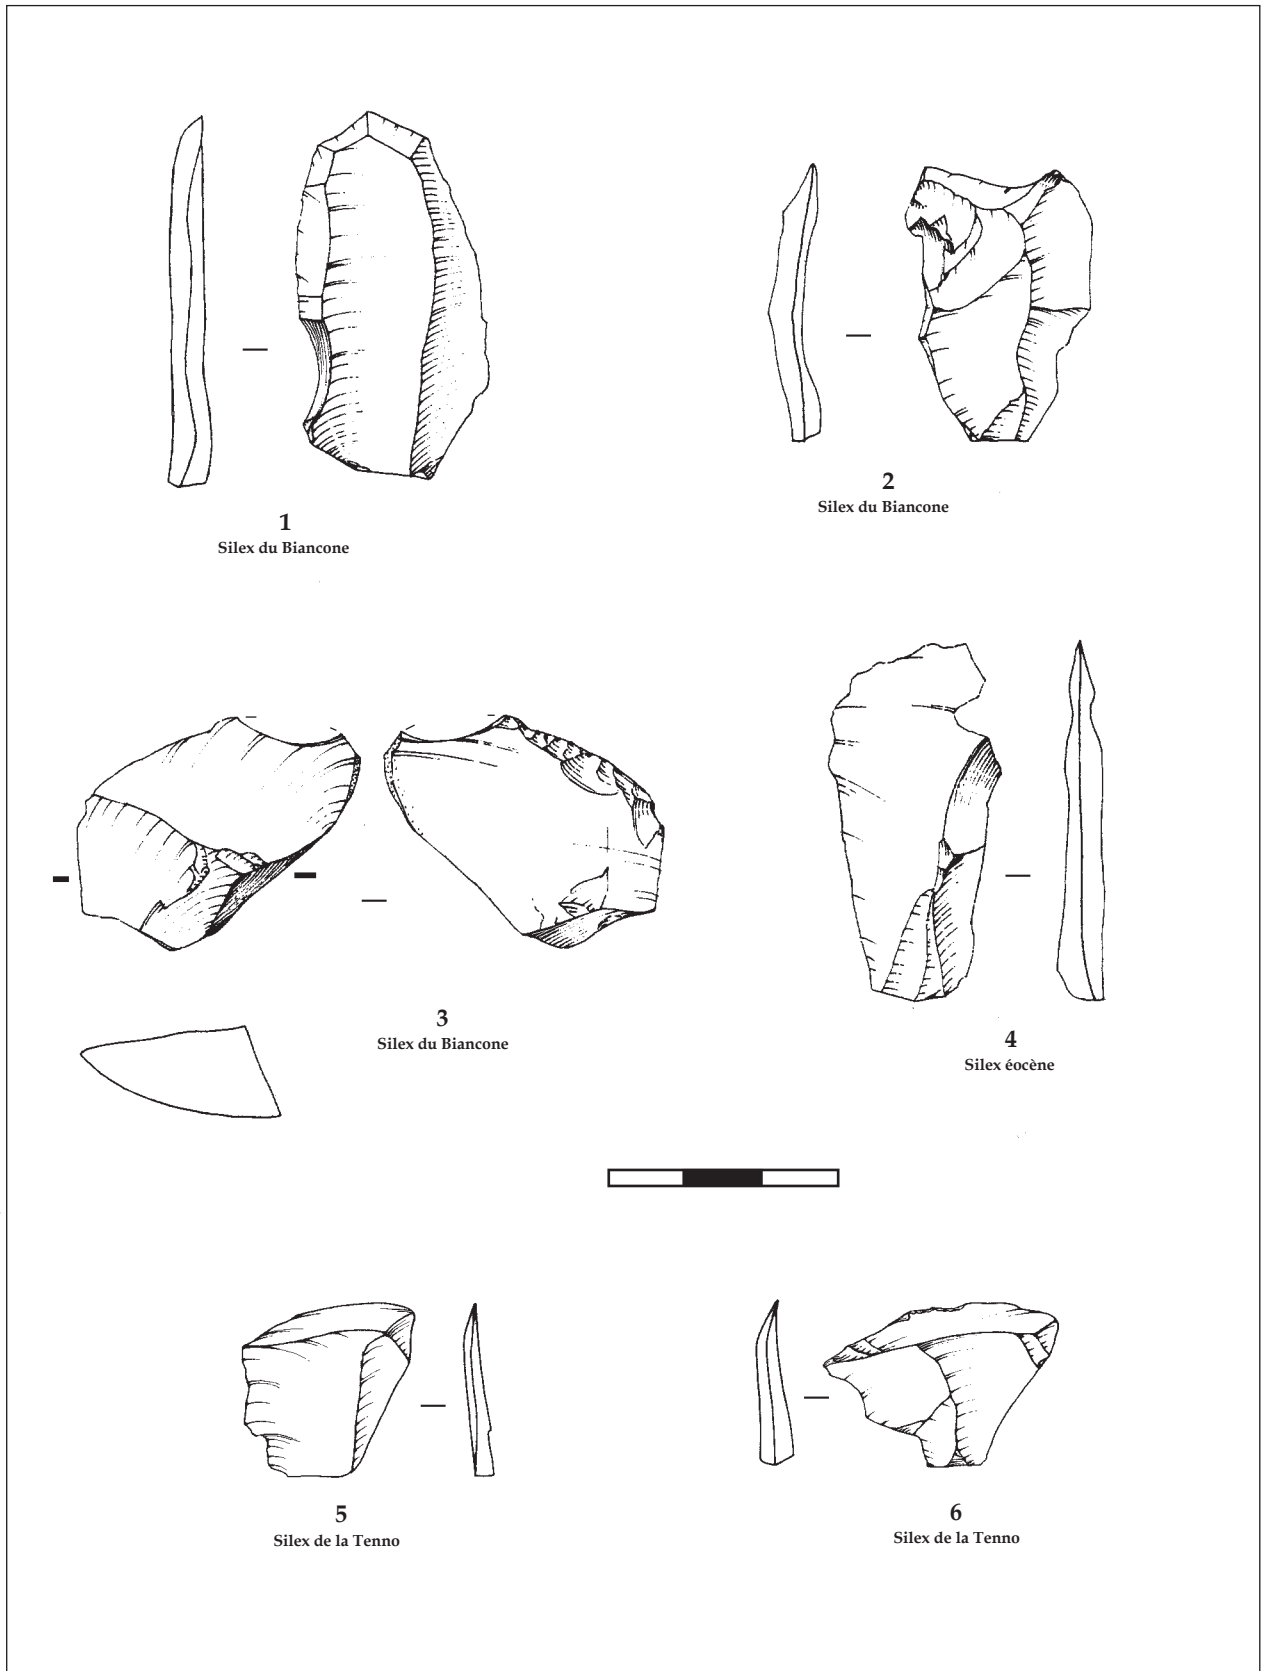 1
Silex du Biancone
2
Silex du Biancone
3
Silex du Biancone
4
Silex éocène
5
Silex de la Tenno
6
Silex de la Tenno